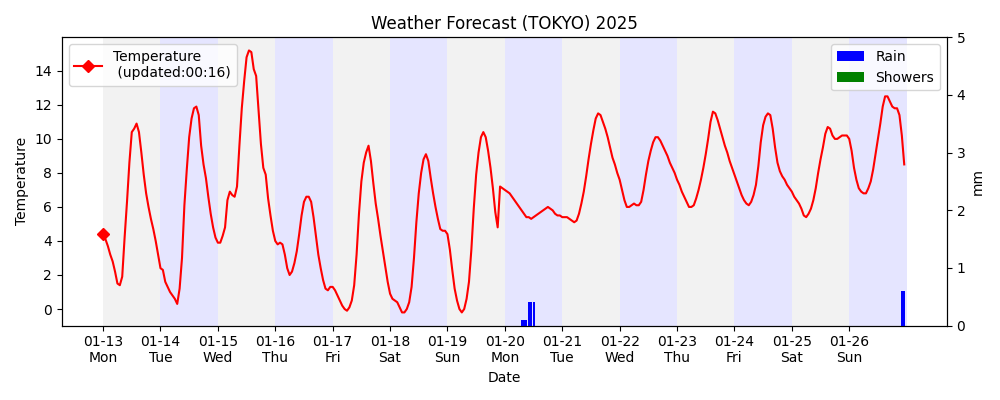 Weather Forecast (TOKYO) 2025
Temperature
(updated:00:16)
Rain
Showers
Temperature
14
12
10
8
6
4
2
0
5
4
3
2
1
0
mm
01-13 01-14 01-15 01-16 01-17 01-18 01-19 01-20 01-21 01-22 01-23 01-24 01-25 01-26
Mon Tue Wed Thu Fri Sat Sun Mon Tue Wed Thu Fri Sat Sun
Date